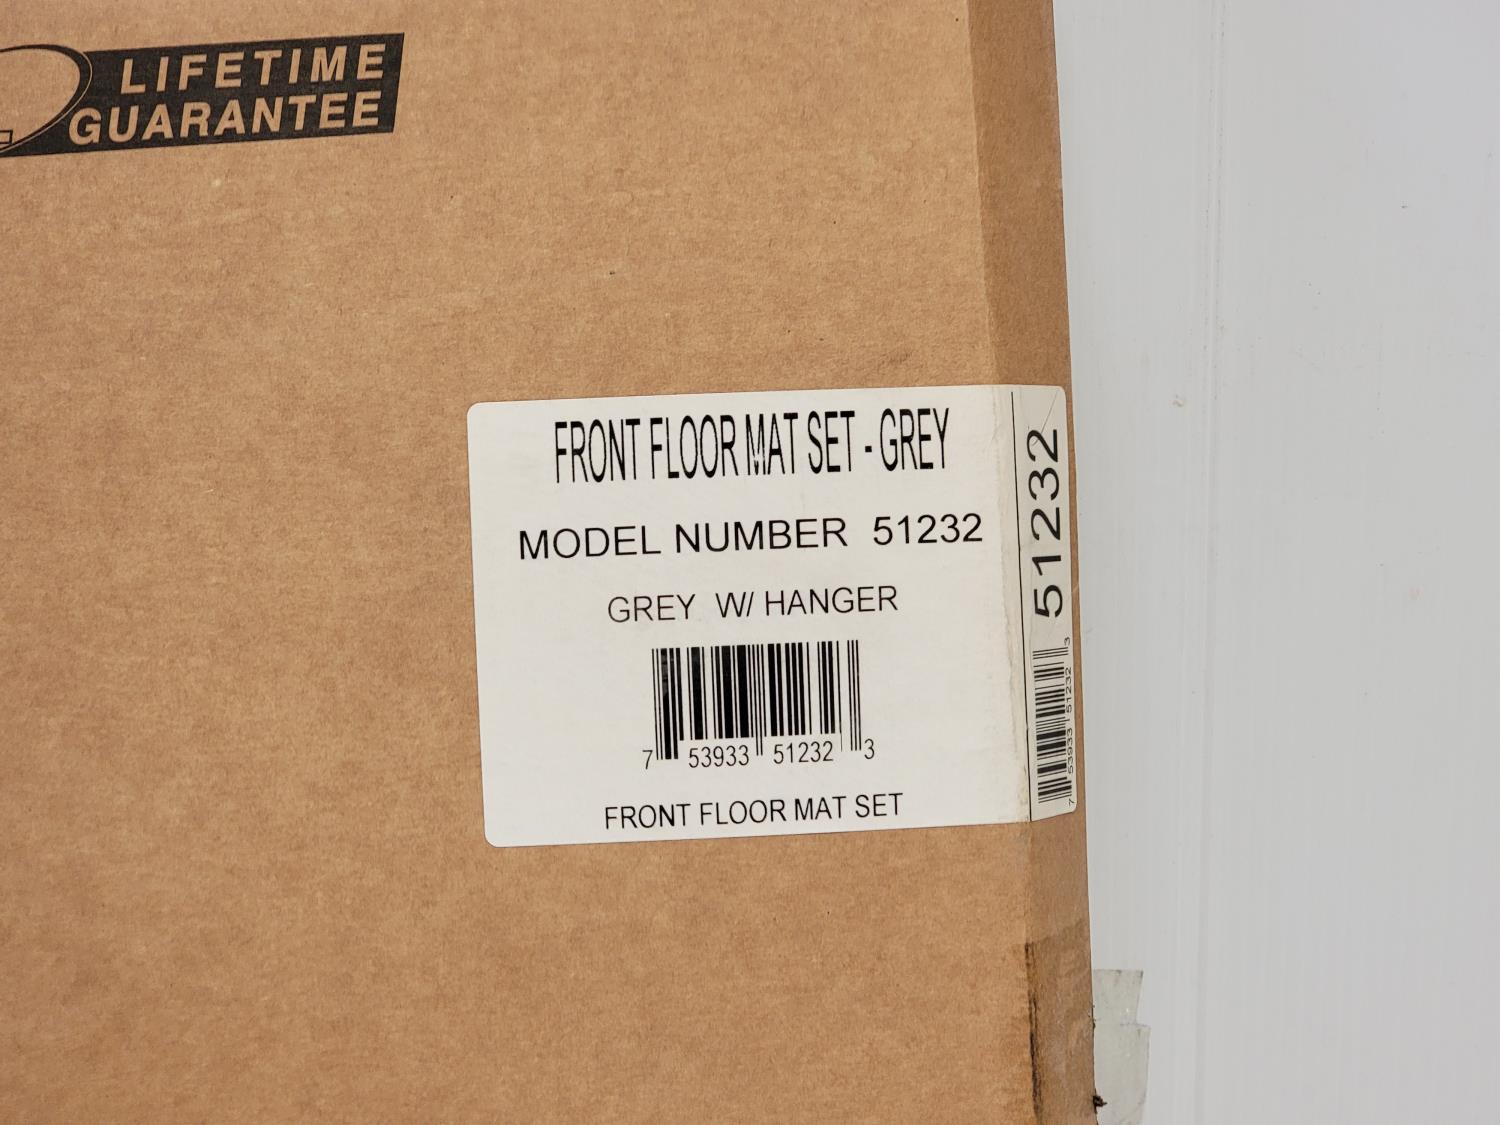 LIFETIME
GUARANTEE
FRONT FLOOR MAT SET - GREY
MODEL NUMBER 51232
GREY W/ HANGER
7 53933 51232 3
FRONT FLOOR MAT SET
51232
7 53933 51232 3